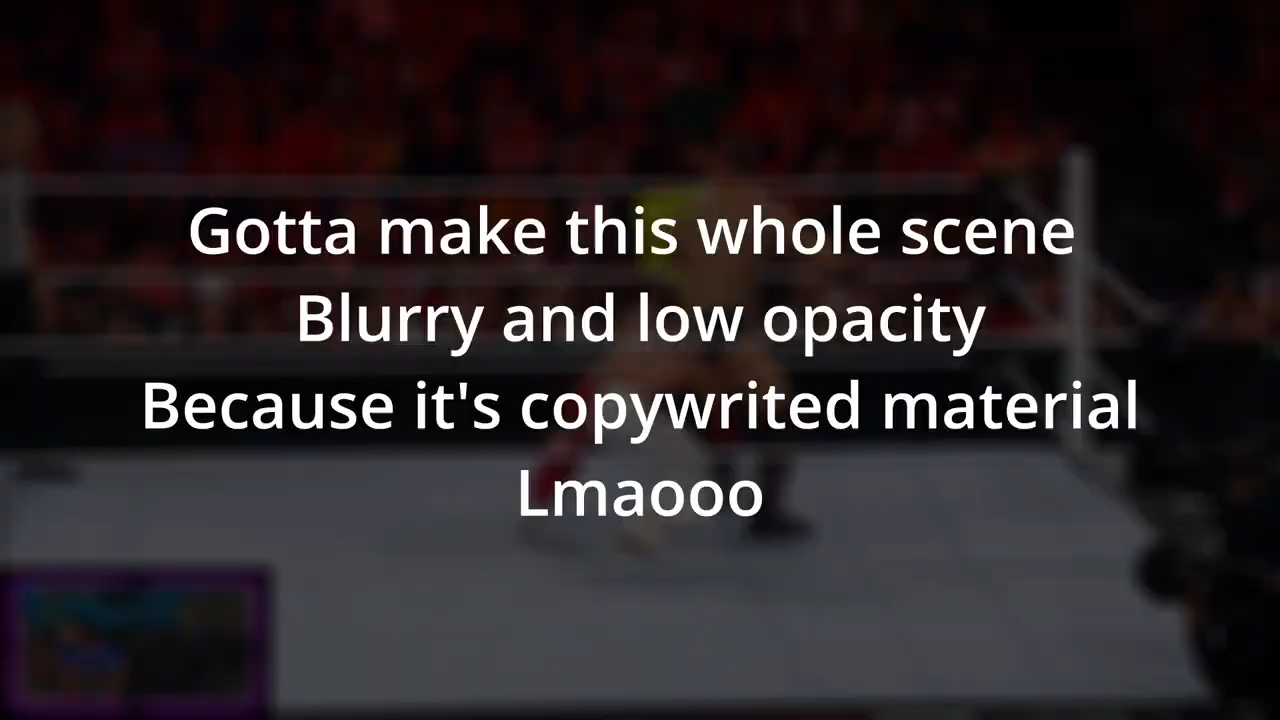 Gotta make this whole scene
Blurry and low opacity
Because it's copywrited material
Lmaooo